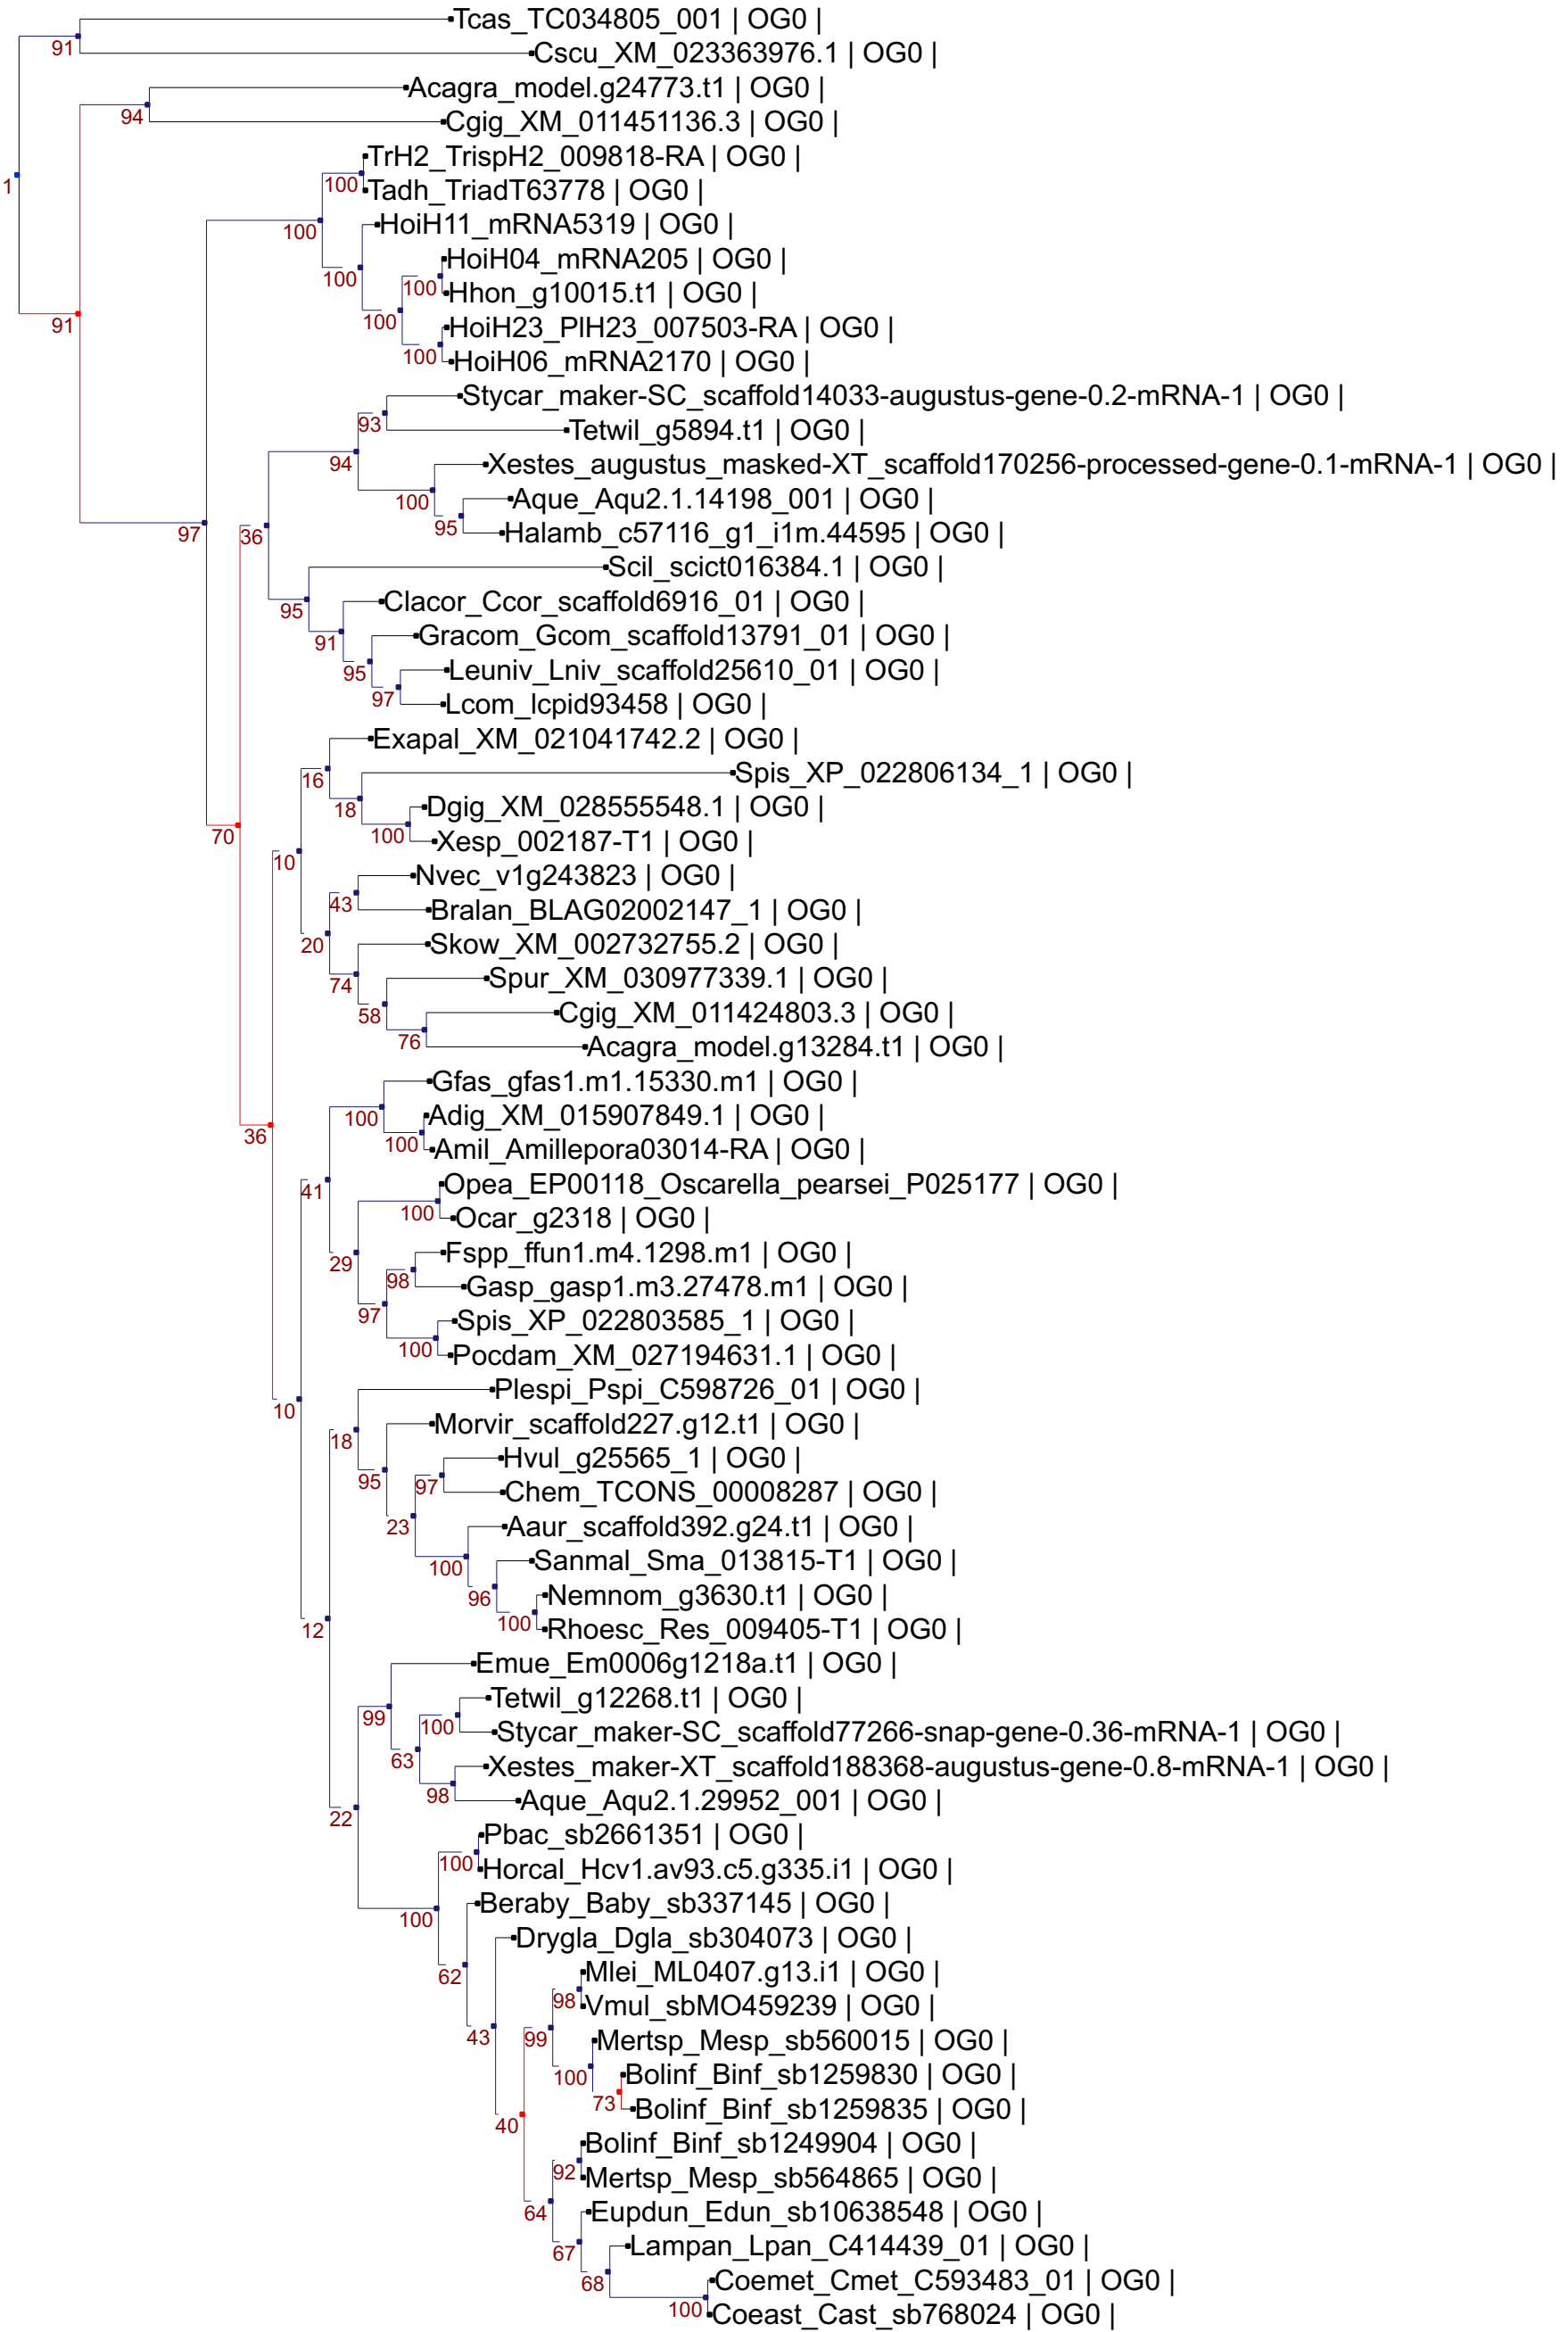 Tcas_TC034805_001 | OG0 |
91
Cscu_XM_023363976.1 | OG0 |
Acagra_model.g24773.t1 | OG0 |
94
Cgig_XM_011451136.3 | OG0 |
TrH2_TrispH2_009818-RA | OG0 |
1
100
Tadh_TriadT63778 | OG0 |
HoiH11_mRNA5319 | OG0 |
100
HoiH04_mRNA205 | OG0 |
100
100
Hhon_g10015.t1 | OG0 |
91
100
HoiH23_PlH23_007503-RA | OG0 |
100
HoiH06_mRNA2170 | OG0 |
Stycar_maker-SC_scaffold14033-augustus-gene-0.2-mRNA-1 | OG0 |
93
Tetwil_g5894.t1 | OG0 |
94
Xestes_augustus_masked-XT_scaffold170256-processed-gene-0.1-mRNA-1 | OG0 |
100
Aque_Aqu2.1.14198_001 | OG0 |
95
97
36
Halamb_c57116_g1_i1m.44595 | OG0 |
Scil_scict016384.1 | OG0 |
95
Clacor_Ccor_scaffold6916_01 | OG0 |
91
Gracom_Gcom_scaffold13791_01 | OG0 |
95
Leuniv_Lniv_scaffold25610_01 | OG0 |
97
Lcom_lcpid93458 | OG0 |
Exapal_XM_021041742.2 | OG0 |
16
Spis_XP_022806134_1 | OG0 |
18
Dgig_XM_028555548.1 | OG0 |
70
100
Xesp_002187-T1 | OG0 |
10
Nvec_v1g243823 | OG0 |
43
Bralan_BLAG02002147_1 | OG0 |
20
Skow_XM_002732755.2 | OG0 |
74
Spur_XM_030977339.1 | OG0 |
58
Cgig_XM_011424803.3 | OG0 |
76
Acagra_model.g13284.t1 | OG0 |
Gfas_gfas1.m1.15330.m1 | OG0 |
100
Adig_XM_015907849.1 | OG0 |
36
100
Amil_Amillepora03014-RA | OG0 |
41
Opea_EP00118_Oscarella_pearsei_P025177 | OG0 |
100
Ocar_g2318 | OG0 |
29
Fspp_ffun1.m4.1298.m1 | OG0 |
98
Gasp_gasp1.m3.27478.m1 | OG0 |
97
Spis_XP_022803585_1 | OG0 |
100
Pocdam_XM_027194631.1 | OG0 |
Plespi_Pspi_C598726_01 | OG0 |
10
Morvir_scaffold227.g12.t1 | OG0 |
18
Hvul_g25565_1 | OG0 |
95
97
Chem_TCONS_00008287 | OG0 |
23
Aaur_scaffold392.g24.t1 | OG0 |
100
Sanmal_Sma_013815-T1 | OG0 |
96
Nemnom_g3630.t1 | OG0 |
100
12
Rhoesc_Res_009405-T1 | OG0 |
Emue_Em0006g1218a.t1 | OG0 |
Tetwil_g12268.t1 | OG0 |
99
100
Stycar_maker-SC_scaffold77266-snap-gene-0.36-mRNA-1 | OG0 |
63
Xestes_maker-XT_scaffold188368-augustus-gene-0.8-mRNA-1 | OG0 |
98
Aque_Aqu2.1.29952_001 | OG0 |
22
Pbac_sb2661351 | OG0 |
100
Horcal_Hcv1.av93.c5.g335.i1 | OG0 |
Beraby_Baby_sb337145 | OG0 |
100
Drygla_Dgla_sb304073 | OG0 |
62
Mlei_ML0407.g13.i1 | OG0 |
98
Vmul_sbMO459239 | OG0 |
43
99
Mertsp_Mesp_sb560015 | OG0 |
100
Bolinf_Binf_sb1259830 | OG0 |
73
Bolinf_Binf_sb1259835 | OG0 |
40
Bolinf_Binf_sb1249904 | OG0 |
92
Mertsp_Mesp_sb564865 | OG0 |
64
Eupdun_Edun_sb10638548 | OG0 |
67
Lampan_Lpan_C414439_01 | OG0 |
68
Coemet_Cmet_C593483_01 | OG0 |
100
Coeast_Cast_sb768024 | OG0 |